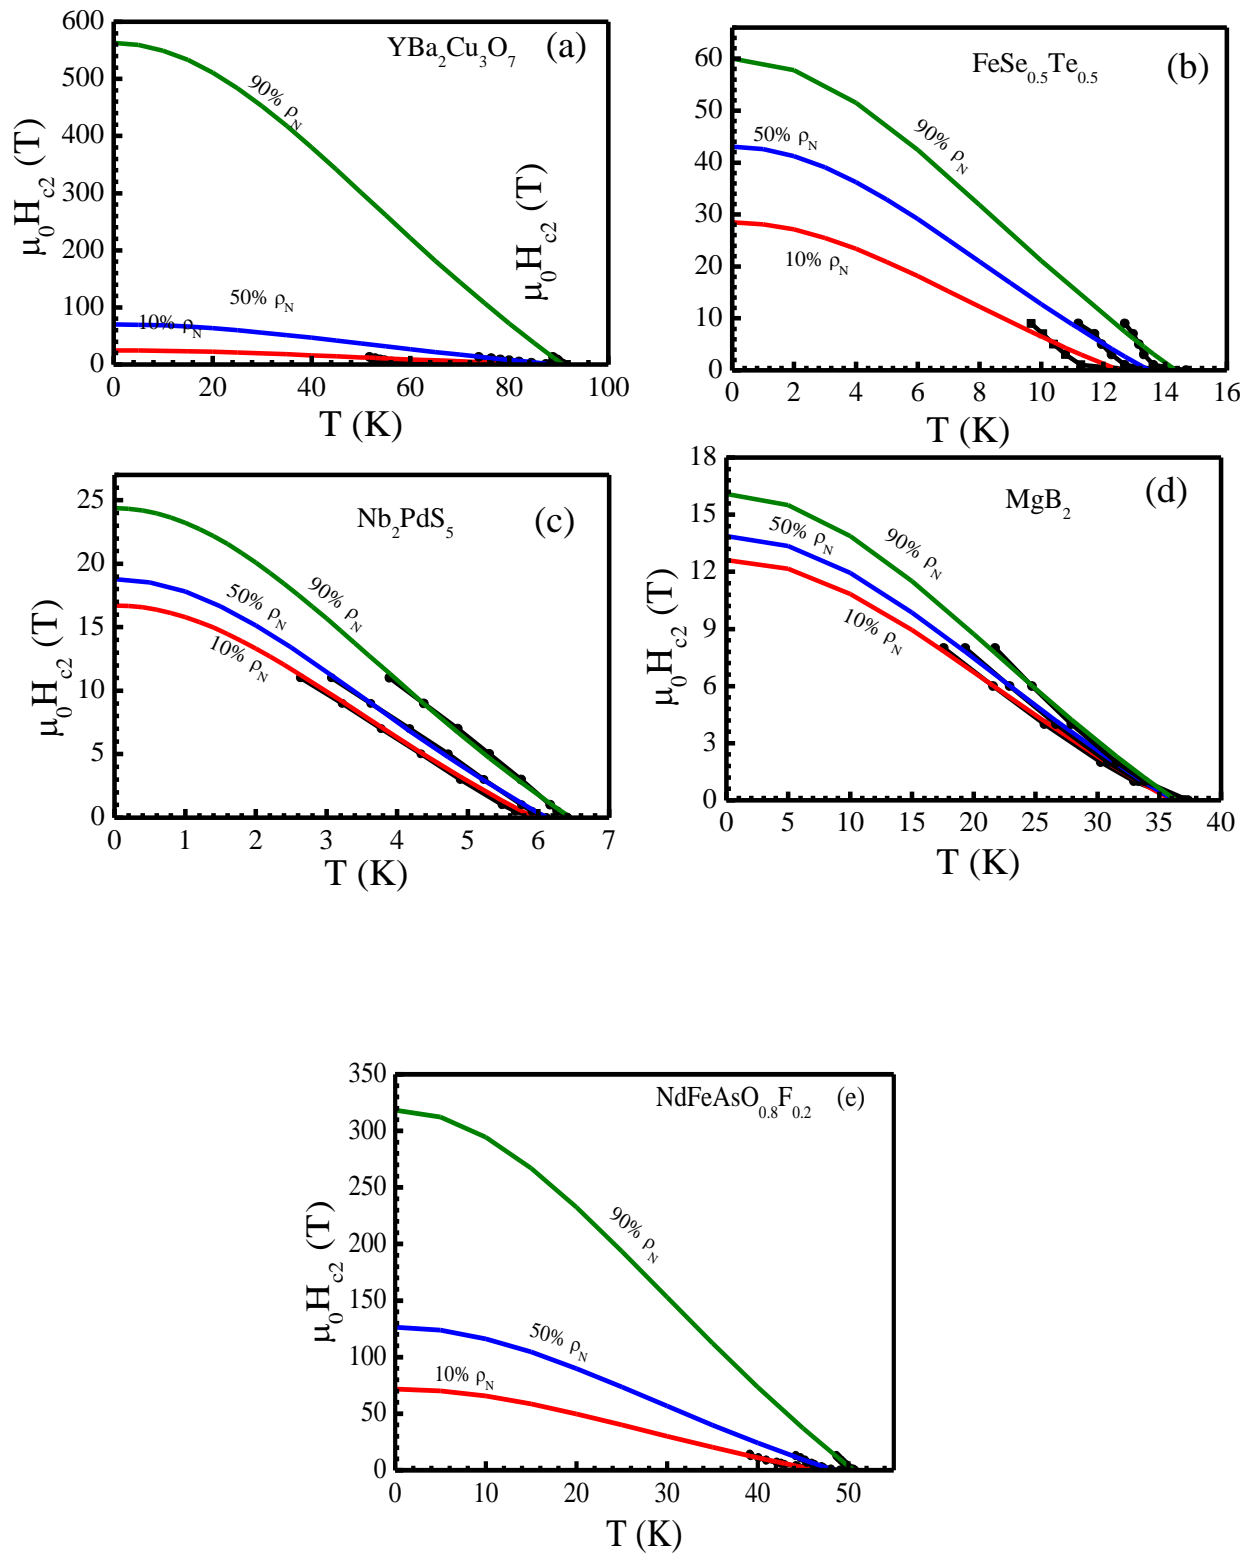 YBa2Cu3O7 (a)
600
500
400
300
200
100
0
μ0Hc2 (T)
90% ρN
50% ρN
10% ρN
μ0Hc2 (T)
0 20 40 60 80 100
T (K)
FeSe0.5Te0.5 (b)
60
50
40
30
20
10
0
90% ρN
50% ρN
10% ρN
0 2 4 6 8 10 12 14 16
T (K)
Nb2PdS5 (c)
25
20
15
10
5
0
μ0Hc2 (T)
90% ρN
50% ρN
10% ρN
0 1 2 3 4 5 6 7
T (K)
MgB2 (d)
18
15
12
9
6
3
0
μ0Hc2 (T)
50% ρN
90% ρN
10% ρN
0 5 10 15 20 25 30 35 40
T (K)
NdFeAsO0.8F0.2 (e)
350
300
250
200
150
100
50
0
μ0Hc2 (T)
90% ρN
50% ρN
10% ρN
0 10 20 30 40 50
T (K)